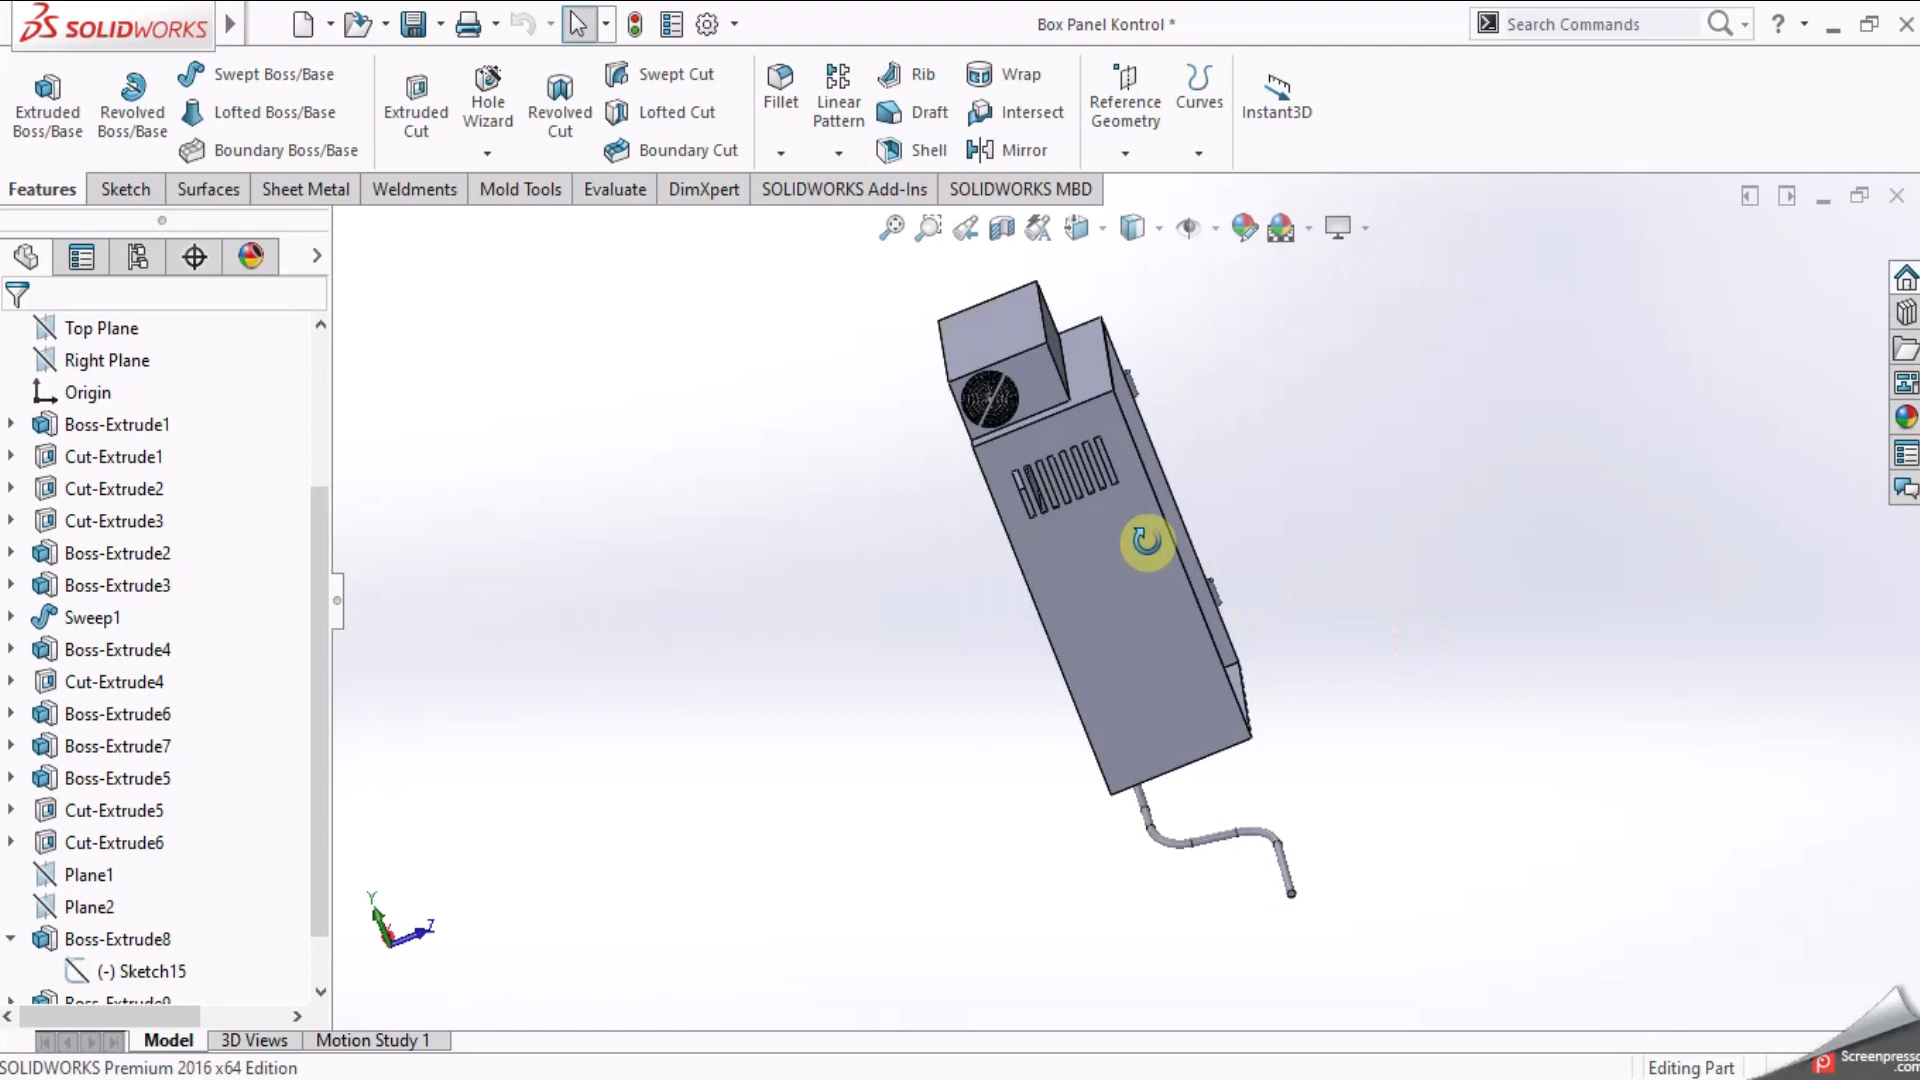 SOLIDWORKS
Box Panel Kontrol *
Search Commands
?
Extruded Boss/Base
Revolved Boss/Base
Swept Boss/Base
Lofted Boss/Base
Boundary Boss/Base
Extruded Cut
Hole Wizard
Revolved Cut
Swept Cut
Lofted Cut
Boundary Cut
Fillet
Linear Pattern
Rib
Draft
Shell
Wrap
Intersect
Mirror
Reference Geometry
Curves
Instant3D
Features
Sketch
Surfaces
Sheet Metal
Weldments
Mold Tools
Evaluate
DimXpert
SOLIDWORKS Add-Ins
SOLIDWORKS MBD
Top Plane
Right Plane
Origin
Boss-Extrude1
Cut-Extrude1
Cut-Extrude2
Cut-Extrude3
Boss-Extrude2
Boss-Extrude3
Sweep1
Boss-Extrude4
Cut-Extrude4
Boss-Extrude6
Boss-Extrude7
Boss-Extrude5
Cut-Extrude5
Cut-Extrude6
Plane1
Plane2
Boss-Extrude8
(-) Sketch15
Boss-Extrude9
Y
Z
Model
3D Views
Motion Study 1
SOLIDWORKS Premium 2016 x64 Edition
Editing Part
Screenpresso
.com